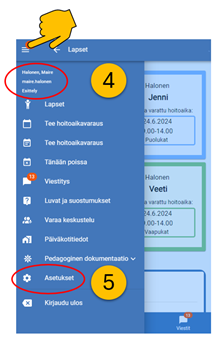 Lapset
Halonen, Maire
maire.halonen
Esittely
4
Lapset
Tee hoitoaikavaraus
Tee hoitoaikavaraus
Tänään poissa
13
Viestitys
Luvat ja suostumukset
Varaa keskustelu
Päiväkotitiedot
Pedagoginen dokumentaatio
Asetukset
5
Kirjaudu ulos
Halonen
Jenni
a varattu hoitoaika:
24.6.2024
9.00-14.00
Puolukat
Halonen
Veeti
a varattu hoitoaika:
24.6.2024
9.00-14.00
Vaapukat
Viestit